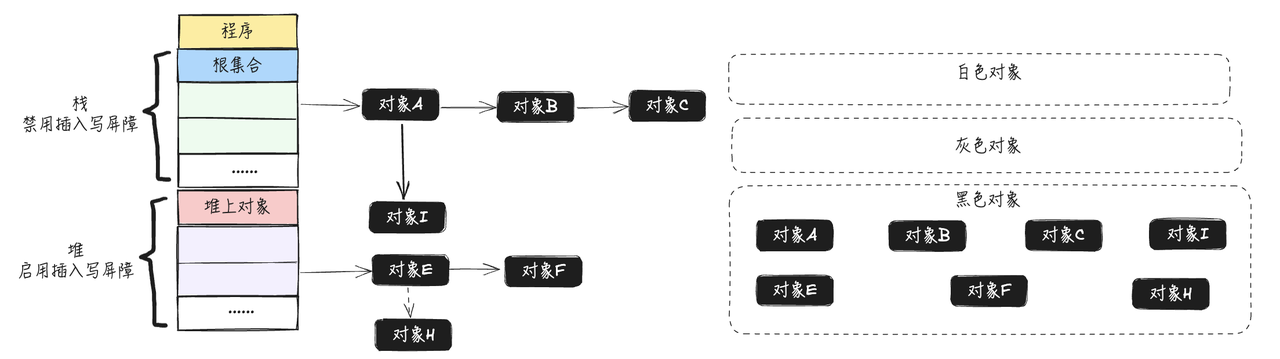 程序
根集合
栈
禁用插入写屏障
......
堆上对象
堆
启用插入写屏障
......
对象A
对象B
对象C
对象I
对象E
对象F
对象H
白色对象
灰色对象
黑色对象
对象A
对象B
对象C
对象I
对象E
对象F
对象H